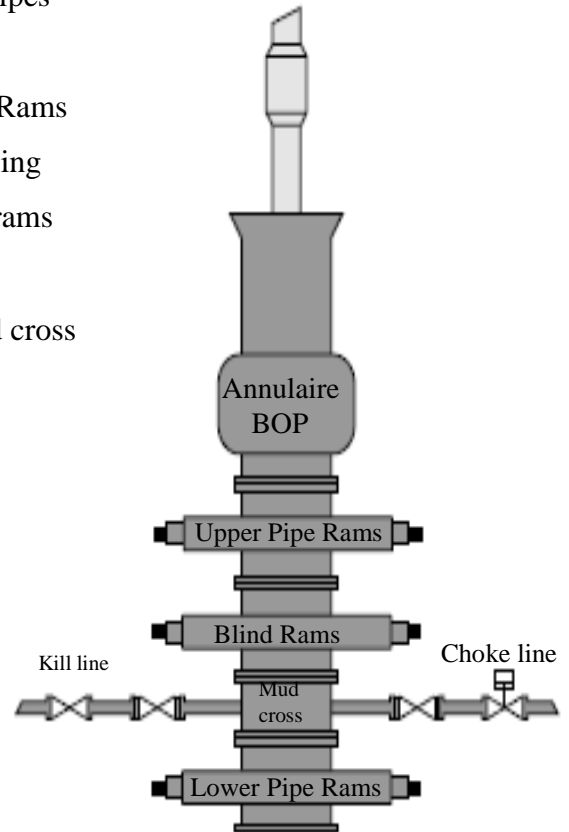 pes
Rams
ing
rams
cross
Annulaire
BOP
Upper Pipe Rams
Blind Rams
Kill line
Choke line
Mud
cross
Lower Pipe Rams